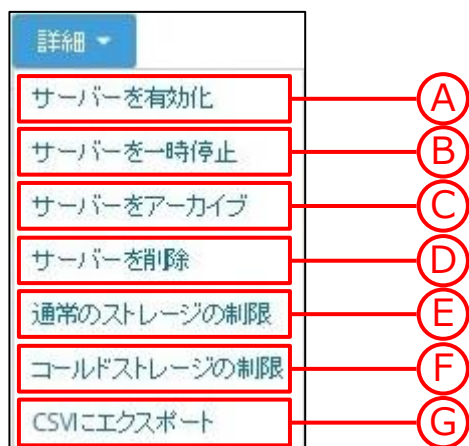 詳細
サーバーを有効化 A
サーバーを一時停止 B
サーバーをアーカイブ C
サーバーを削除 D
通常のストレージの制限 E
コールドストレージの制限 F
CSVにエクスポート G